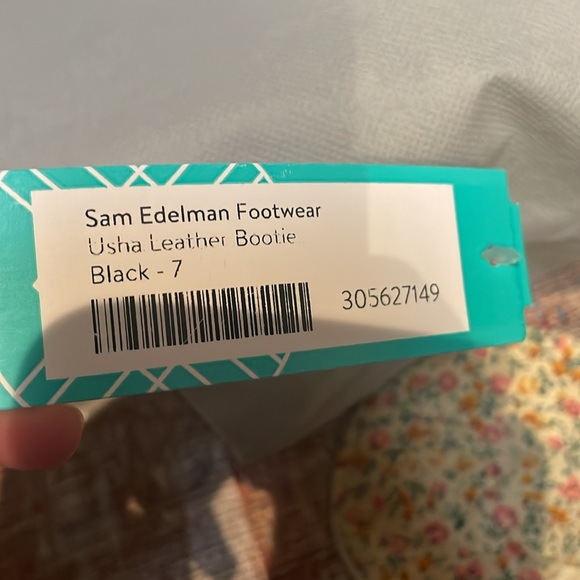 Sam Edelman Footwear
Usha Leather Bootie
Black - 7
305627149